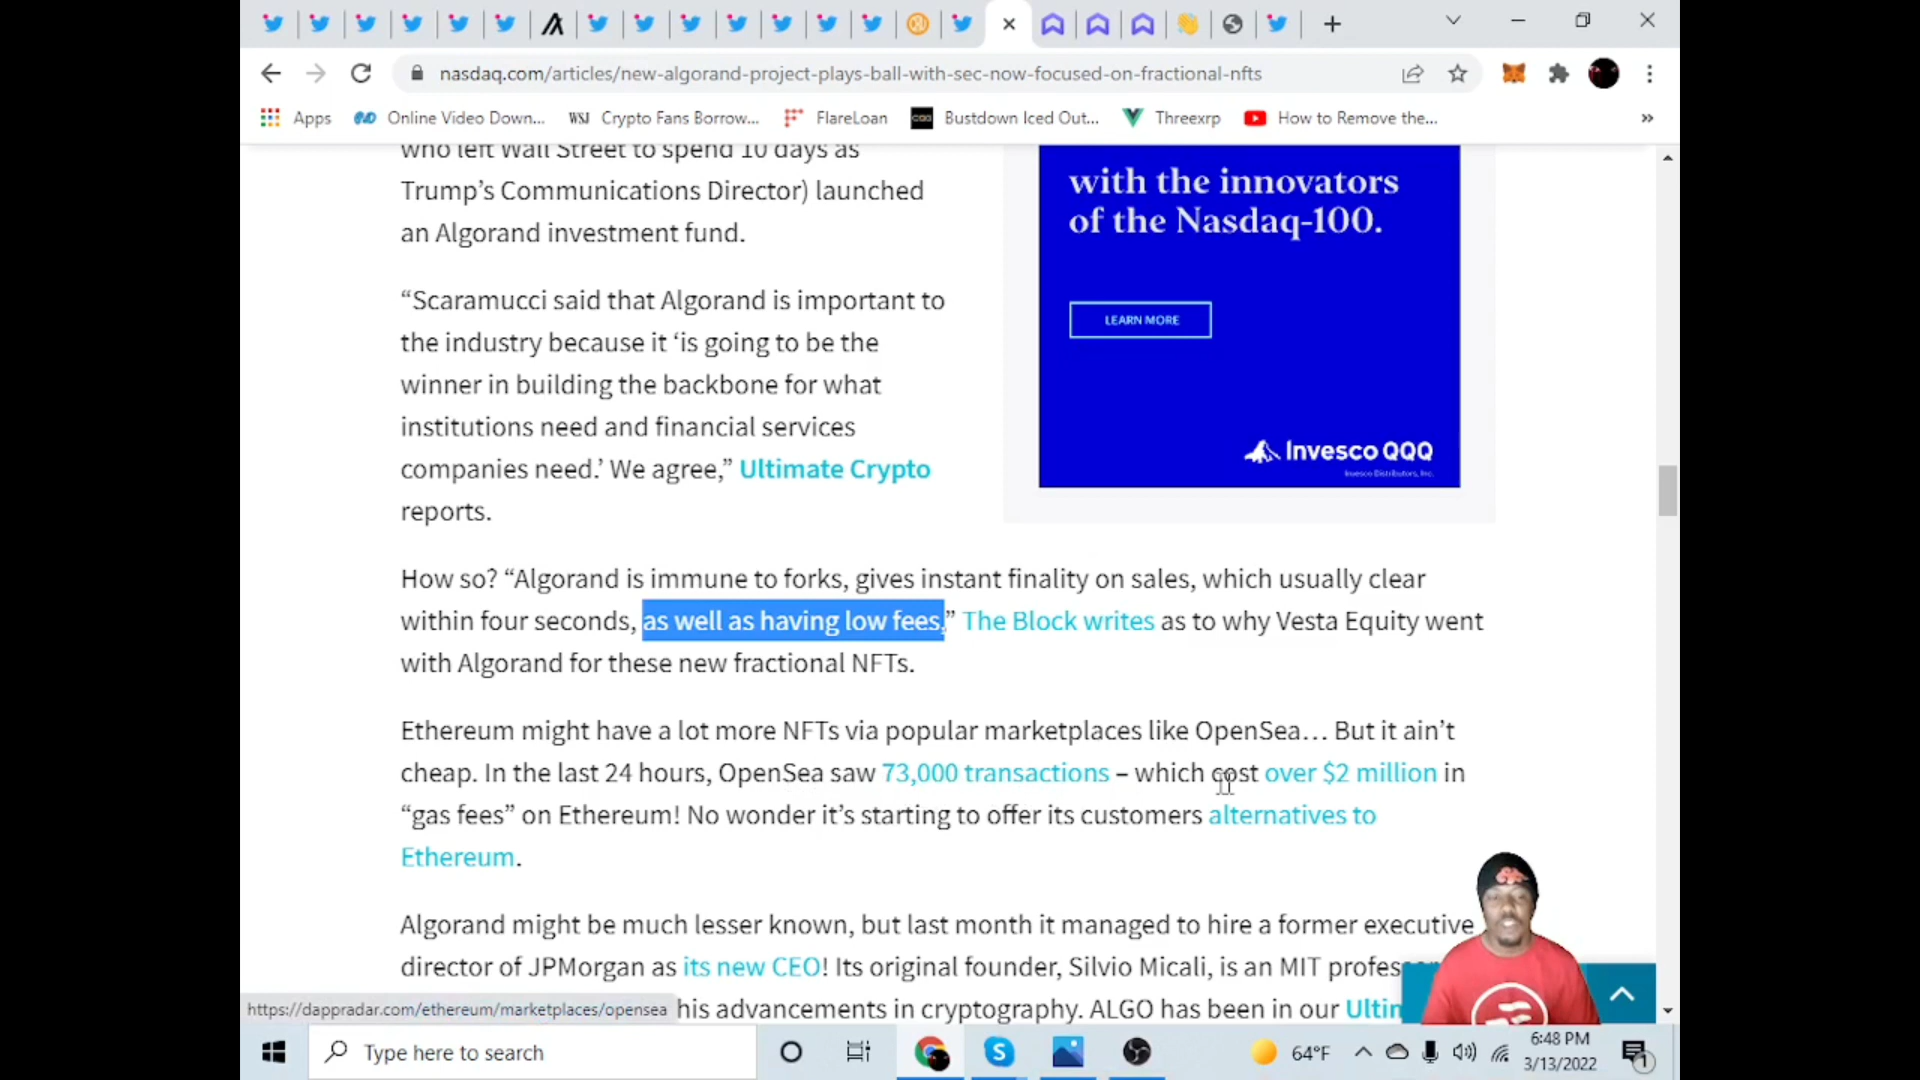 nasdaq.com/articles/new-algorand-project-plays-ball-with-sec-now-focused-on-fractional-nfts
Apps
Online Video Down...
WSJ
Crypto Fans Borrow...
FlareLoan
Bustdown Iced Out...
Threexrp
How to Remove the...
»
who left Wall Street to spend 10 days as
Trump’s Communications Director) launched
an Algorand investment fund.
“Scaramucci said that Algorand is important to
the industry because it ‘is going to be the
winner in building the backbone for what
institutions need and financial services
companies need.’ We agree,” Ultimate Crypto
reports.
with the innovators
of the Nasdaq-100.
LEARN MORE
Invesco QQQ
Invesco Distributors, Inc.
How so? “Algorand is immune to forks, gives instant finality on sales, which usually clear
within four seconds, as well as having low fees,” The Block writes as to why Vesta Equity went
with Algorand for these new fractional NFTs.
Ethereum might have a lot more NFTs via popular marketplaces like OpenSea… But it ain’t
cheap. In the last 24 hours, OpenSea saw 73,000 transactions – which cost over $2 million in
“gas fees” on Ethereum! No wonder it’s starting to offer its customers alternatives to
Ethereum.
Algorand might be much lesser known, but last month it managed to hire a former executive
director of JPMorgan as its new CEO! Its original founder, Silvio Micali, is an MIT profes
his advancements in cryptography. ALGO has been in our Ultim
https://dappradar.com/ethereum/marketplaces/opensea
Type here to search
64°F
6:48 PM
3/13/2022
1